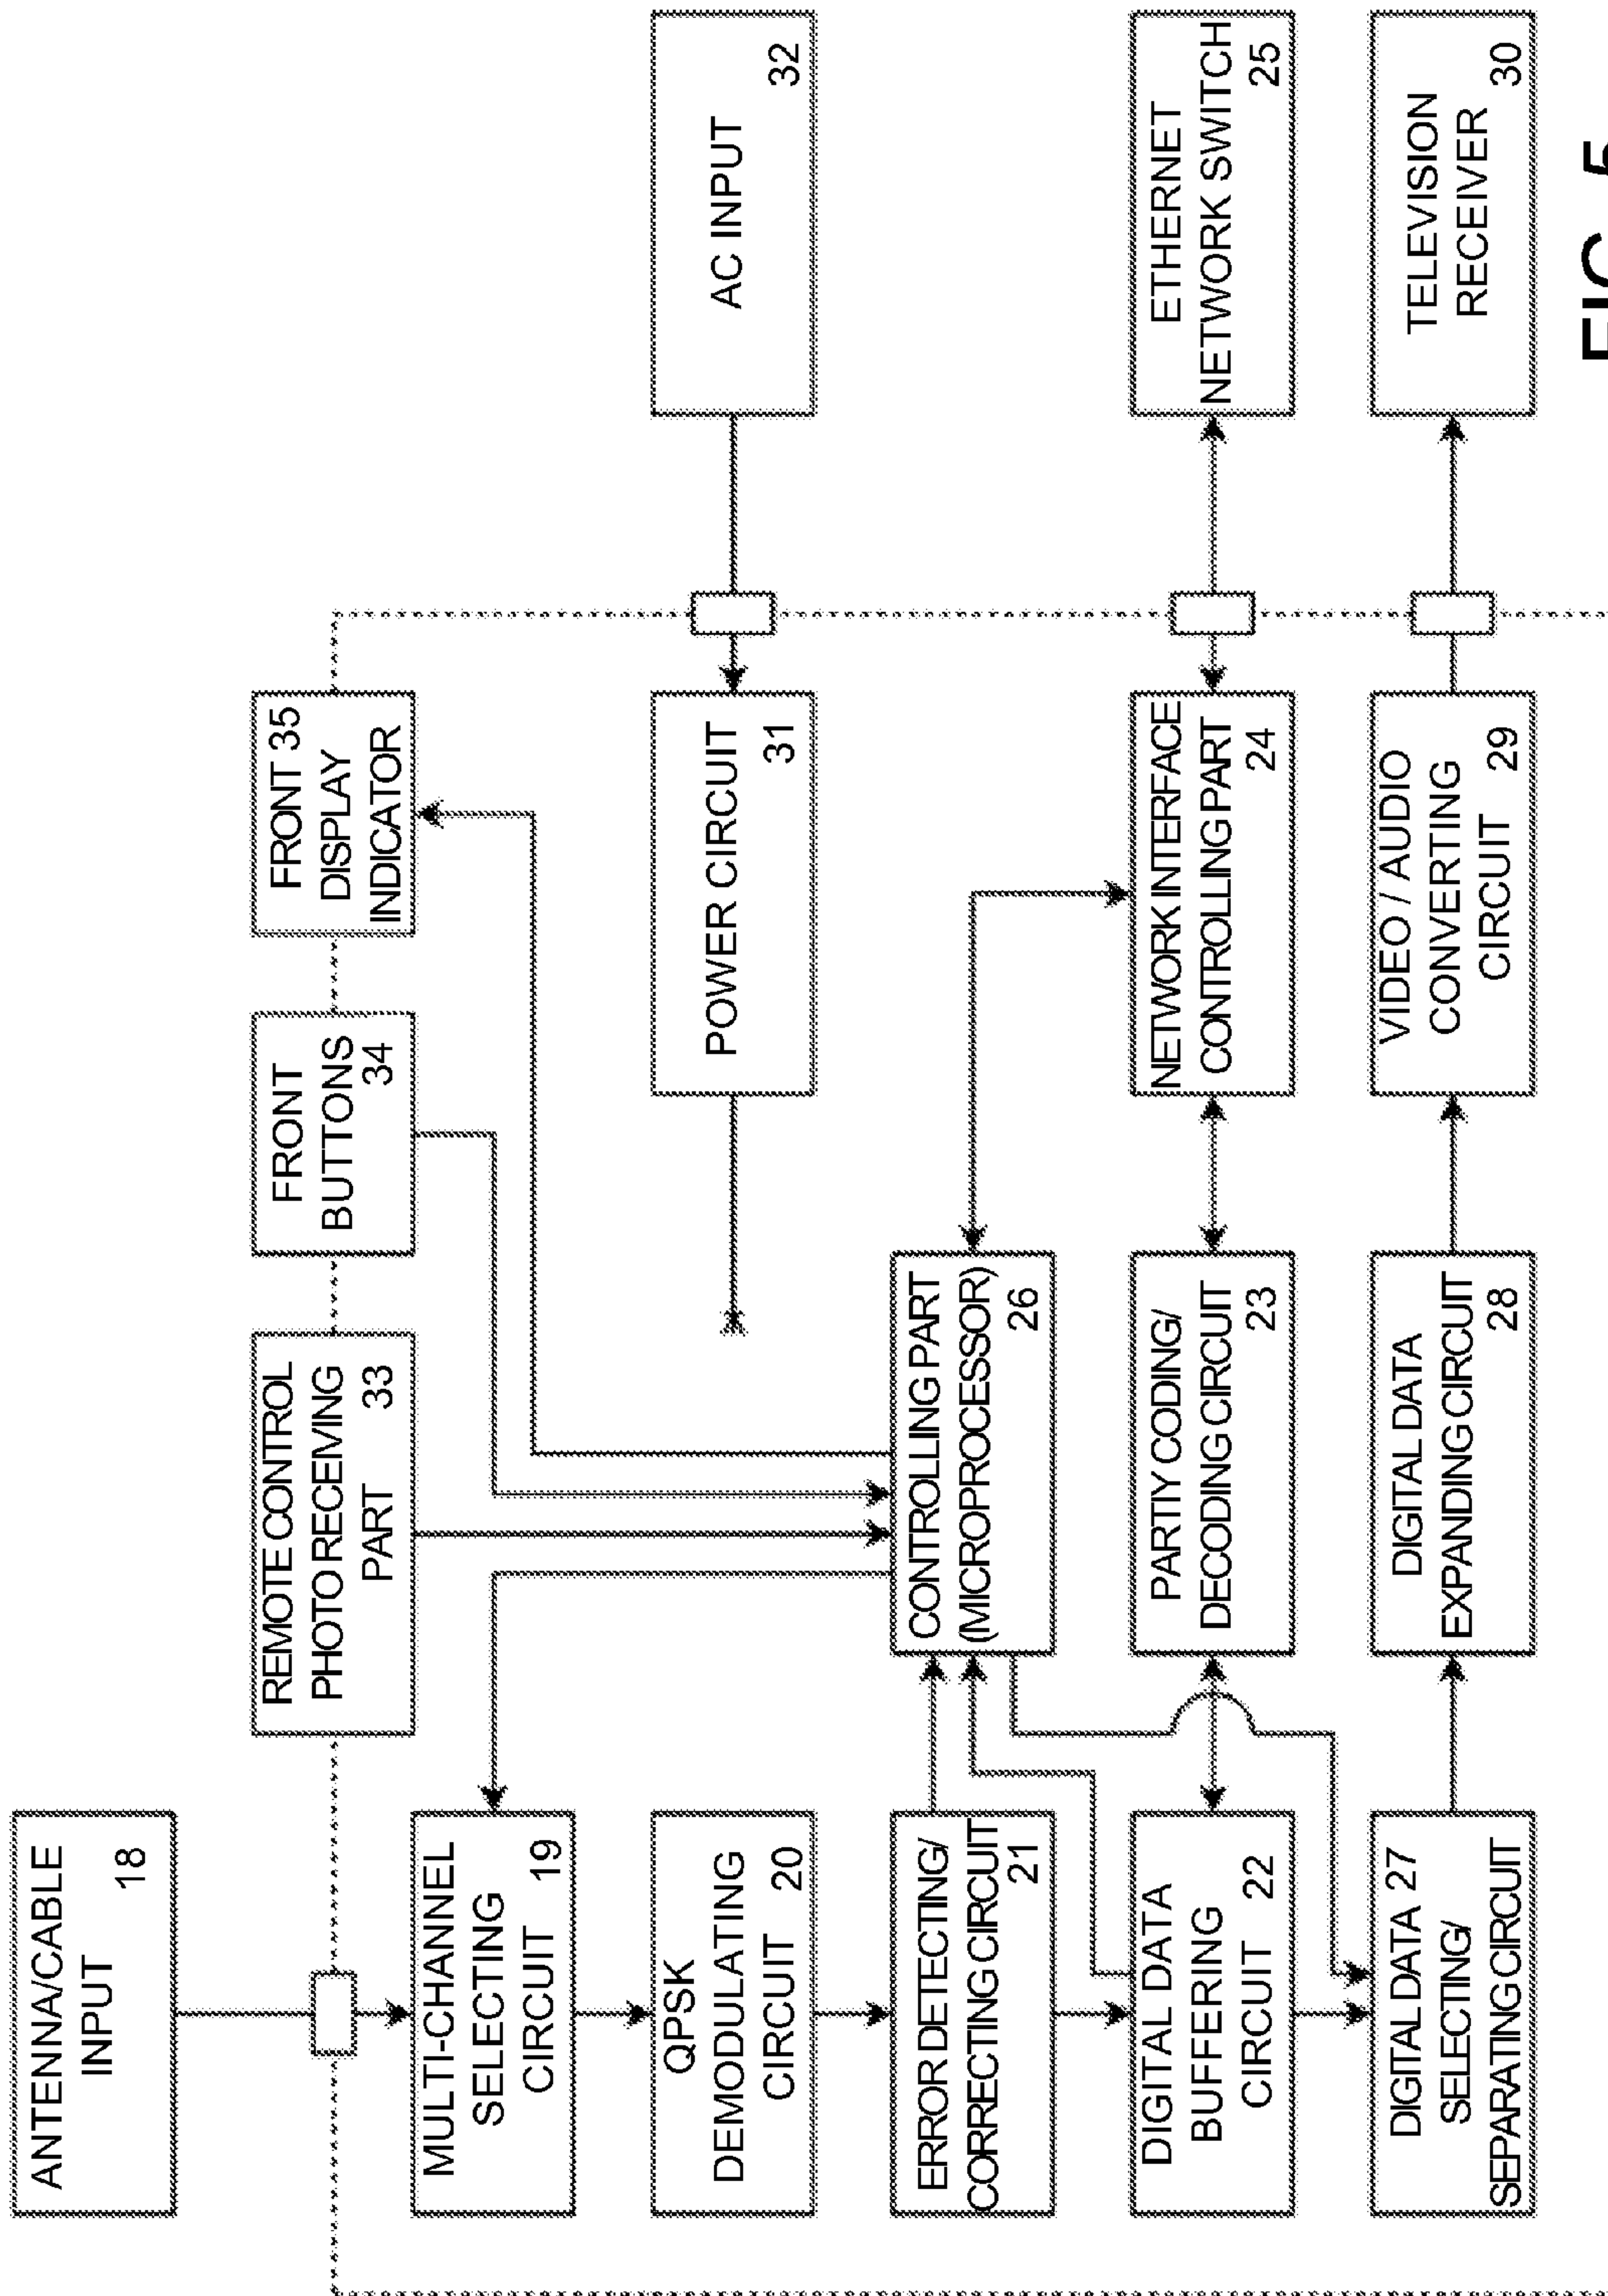 ANTENNA/CABLE
INPUT
18
REMOTE CONTROL
PHOTO RECEIVING
PART 33
FRONT
BUTTONS
34
FRONT 35
DISPLAY
INDICATOR
MULTI-CHANNEL
SELECTING
CIRCUIT 19
QPSK
DEMODULATING
CIRCUIT 20
POWER CIRCUIT
31
AC INPUT
32
ERROR DETECTING/
CORRECTING CIRCUIT
21
CONTROLLING PART
(MICROPROCESSOR)
26
DIGITAL DATA
BUFFERING
CIRCUIT 22
PARTIY CODING/
DECODING CIRCUIT
23
NETWORK INTERFACE
CONTROLLING PART
24
ETHERNET
NETWORK SWITCH
25
DIGITAL DATA 27
SELECTING/
SEPARATING CIRCUIT
DIGITAL DATA
EXPANDING CIRCUIT
28
VIDEO / AUDIO
CONVERTING
CIRCUIT 29
TELEVISION
RECEIVER
30
FIG. 5